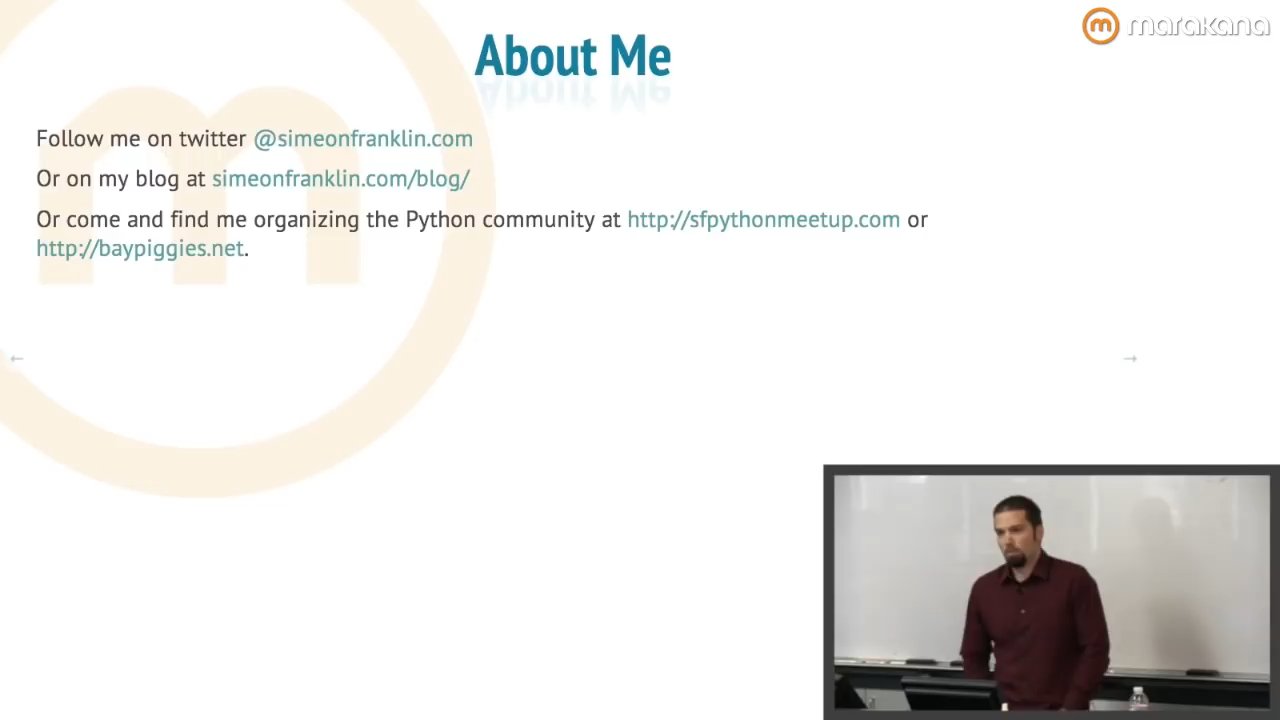 marakana
About Me
Follow me on twitter @simeonfranklin.com
Or on my blog at simeonfranklin.com/blog/
Or come and find me organizing the Python community at http://sfpythonmeetup.com or
http://baypiggies.net.